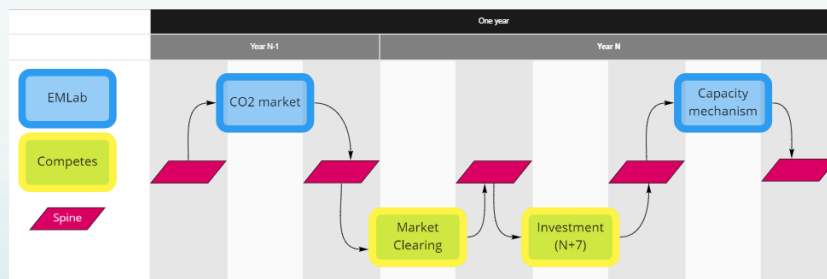 One year
Year N-1
Year N
EMLab
CO2 market
Capacity
mechanism
Competes
Spine
Market
Clearing
Investment
(N+7)